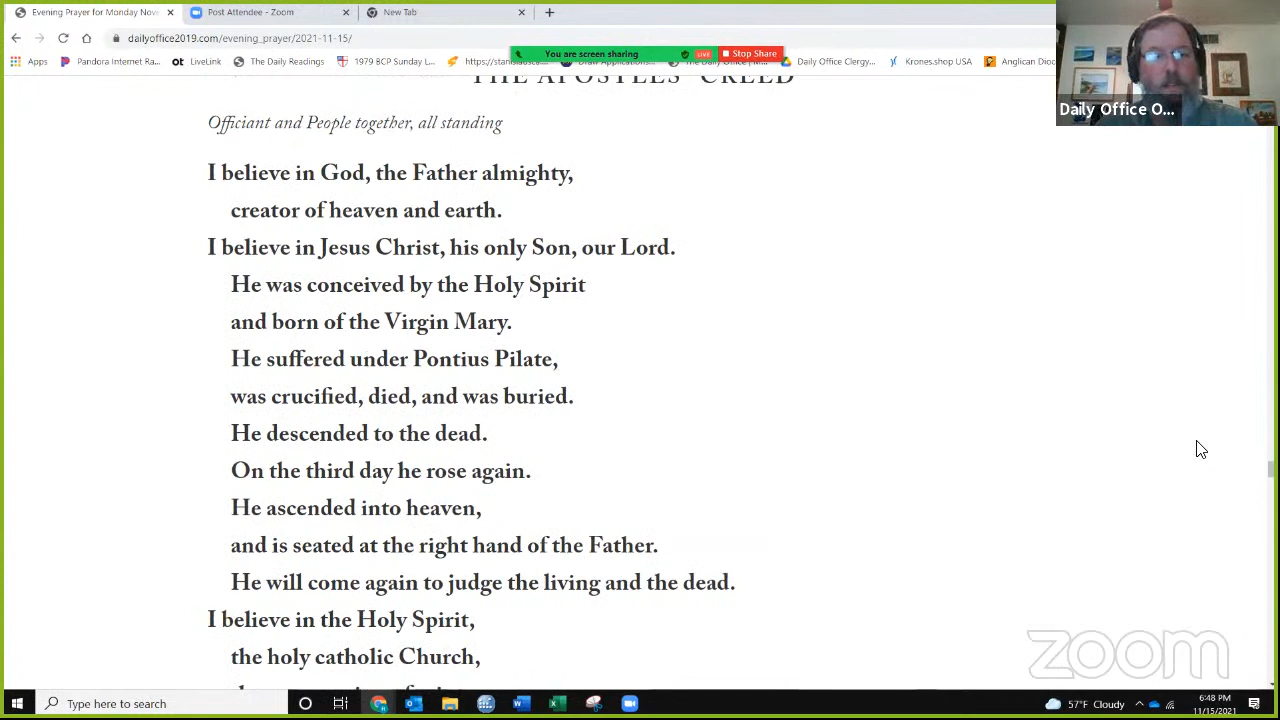 Evening Prayer for Monday Nov
Post Attendee - Zoom
New Tab
dailyoffice2019.com/evening_prayer/2021-11-15/
You are screen sharing
LIVE
Stop Share
Apps
Pandora Internet Ra...
ot LiveLink
The Daily Readings
1979 BCP Sunday L...
Daily Office Clergy...
Krones.shop USA
Anglican Dioc
Daily Office O...
THE APOSTLES' CREED
Officiant and People together, all standing
I believe in God, the Father almighty,
creator of heaven and earth.
I believe in Jesus Christ, his only Son, our Lord.
He was conceived by the Holy Spirit
and born of the Virgin Mary.
He suffered under Pontius Pilate,
was crucified, died, and was buried.
He descended to the dead.
On the third day he rose again.
He ascended into heaven,
and is seated at the right hand of the Father.
He will come again to judge the living and the dead.
I believe in the Holy Spirit,
the holy catholic Church,
zoom
Type here to search
57°F Cloudy
6:48 PM
11/15/2021